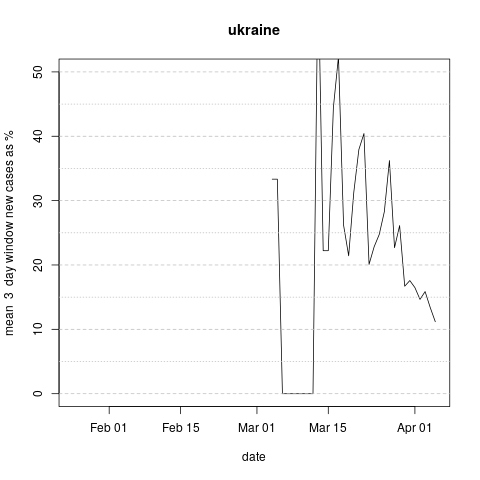 ukraine
mean 3 day window new cases as %
50
40
30
20
10
0
Feb 01
Feb 15
Mar 01
Mar 15
Apr 01
date